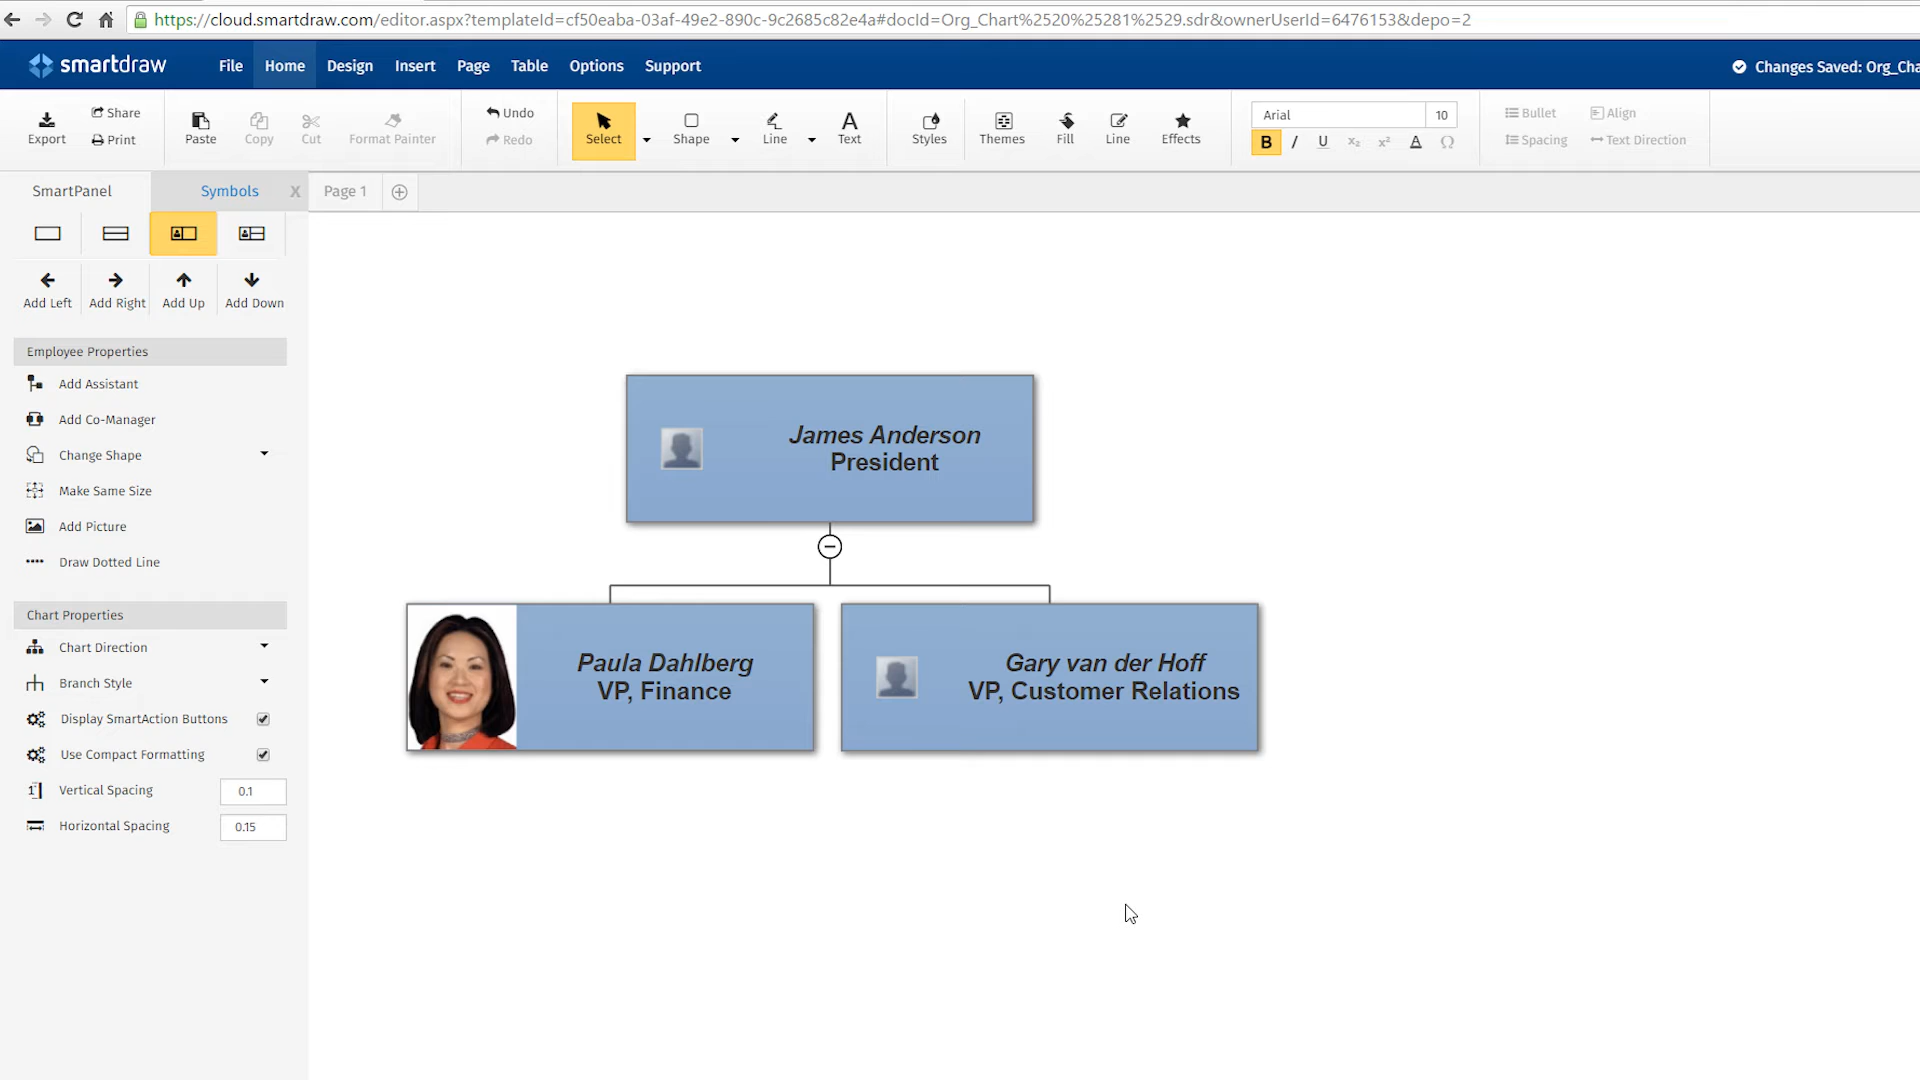 https://cloud.smartdraw.com/editor.aspx?templateId=cf50eaba-03af-49e2-890c-9c2685c82e4a#docId=Org_Chart%2520%25281%2529.sdr&ownerUserId=6476153&depo=2
smartdraw File Home Design Insert Page Table Options Support Changes Saved: Org_Cha
Export Share Print Paste Copy Cut Format Painter Undo Redo Select Shape Line Text Styles Themes Fill Line Effects Arial 10 B I U x₂ x² A Ω Bullet Align Spacing Text Direction
SmartPanel Symbols X Page 1
Add Left Add Right Add Up Add Down
Employee Properties
Add Assistant
Add Co-Manager
Change Shape
Make Same Size
Add Picture
Draw Dotted Line
Chart Properties
Chart Direction
Branch Style
Display SmartAction Buttons
Use Compact Formatting
Vertical Spacing 0.1
Horizontal Spacing 0.15
James Anderson
President
Paula Dahlberg
VP, Finance
Gary van der Hoff
VP, Customer Relations